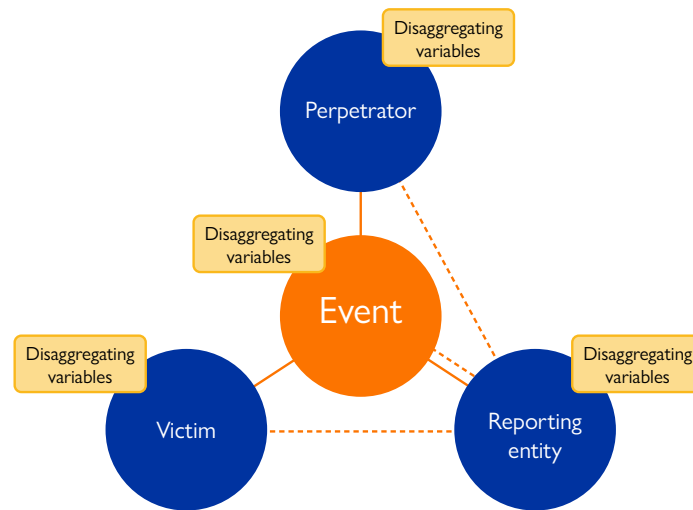 Disaggregating
variables
Perpetrator
Disaggregating
variables
Event
Disaggregating
variables
Disaggregating
variables
Victim
Reporting
entity